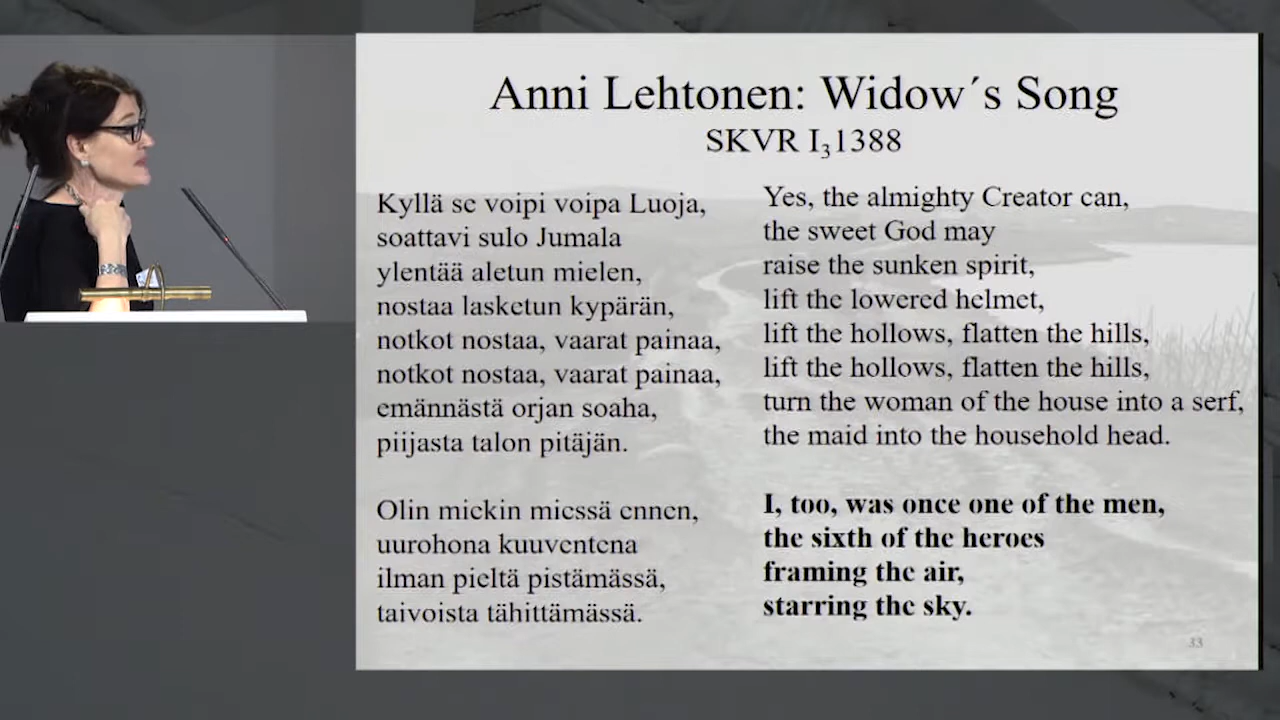 Anni Lehtonen: Widow´s Song
SKVR I₃1388
Kyllä se voipi voipa Luoja,
soattavi sulo Jumala
ylentää aletun mielen,
nostaa lasketun kypärän,
notkot nostaa, vaarat painaa,
notkot nostaa, vaarat painaa,
emännästä orjan soaha,
piijasta talon pitäjän.
Olin miekin miessä ennen,
uurohona kuuventena
ilman pieltä pistämässä,
taivoista tähittämässä.
Yes, the almighty Creator can,
the sweet God may
raise the sunken spirit,
lift the lowered helmet,
lift the hollows, flatten the hills,
lift the hollows, flatten the hills,
turn the woman of the house into a serf,
the maid into the household head.
I, too, was once one of the men,
the sixth of the heroes
framing the air,
starring the sky.
33